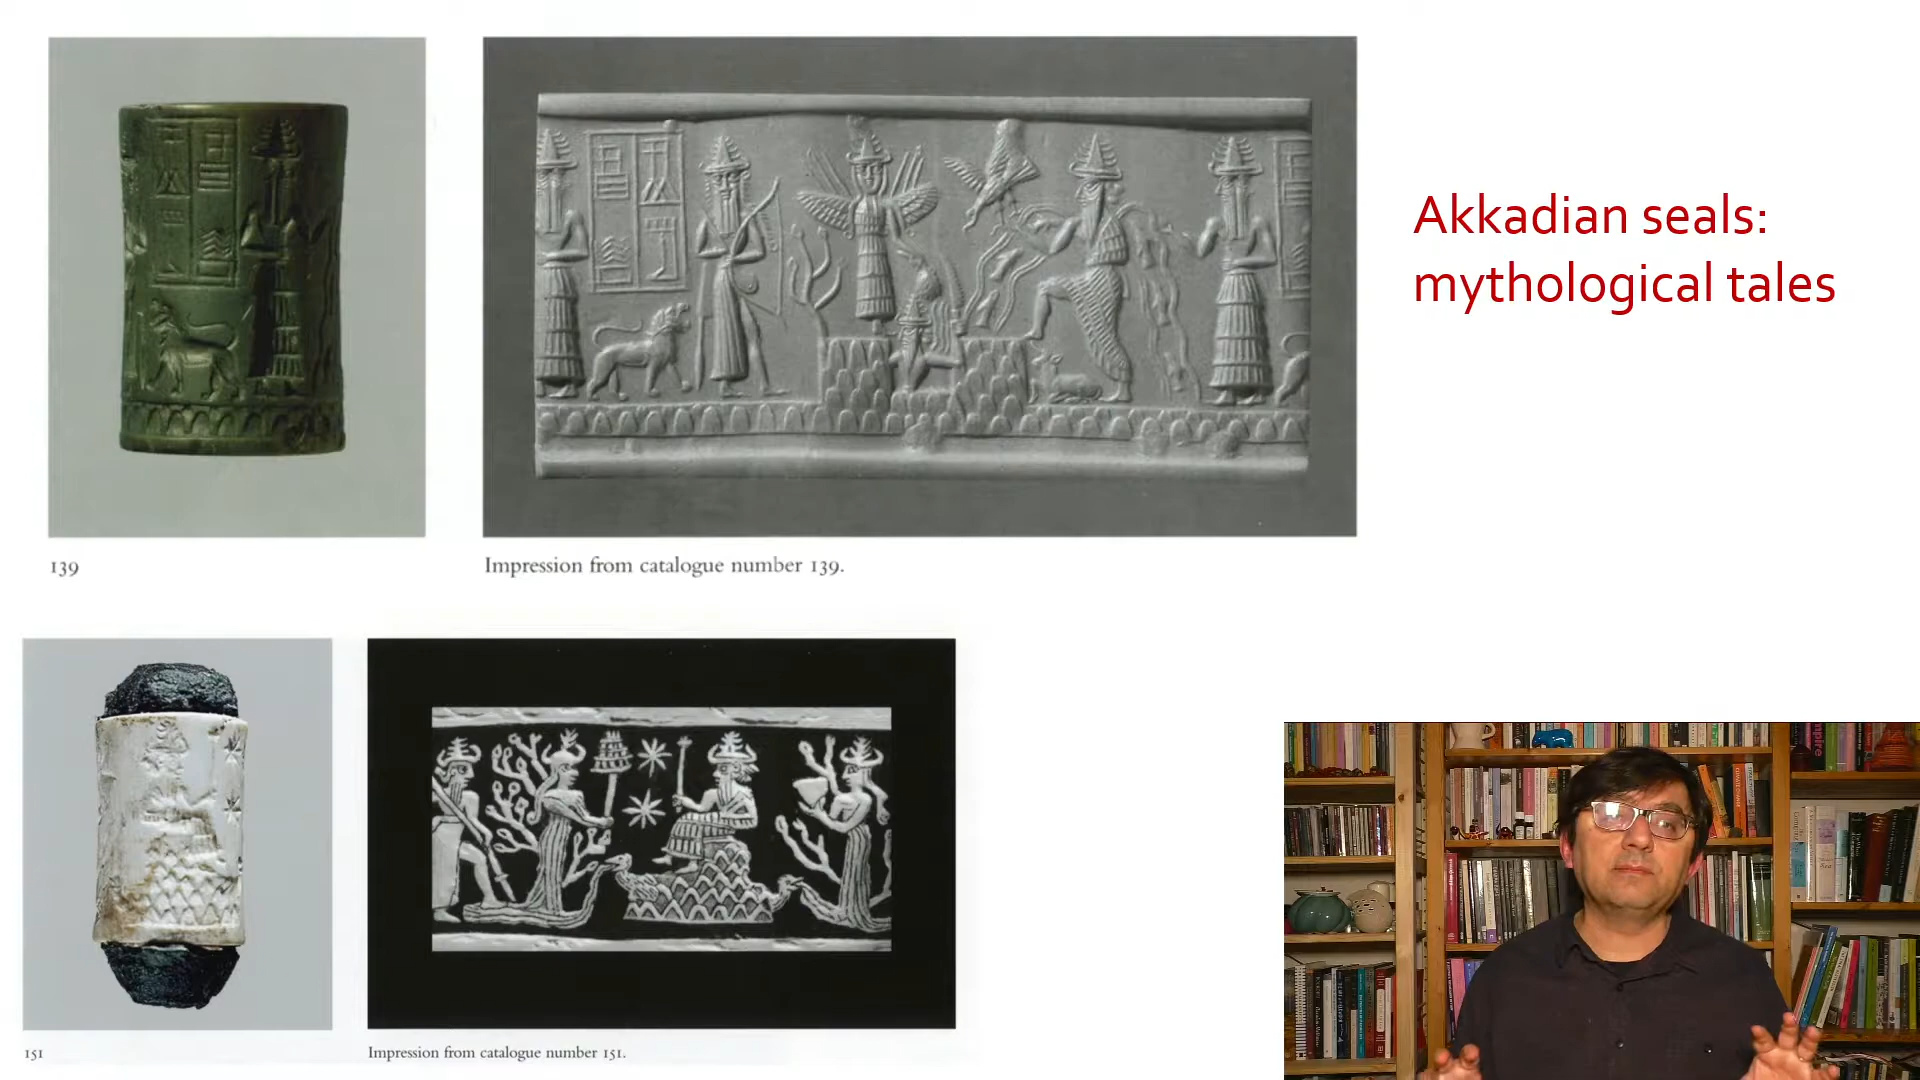 Akkadian seals:
mythological tales
139
Impression from catalogue number 139.
151
Impression from catalogue number 151.